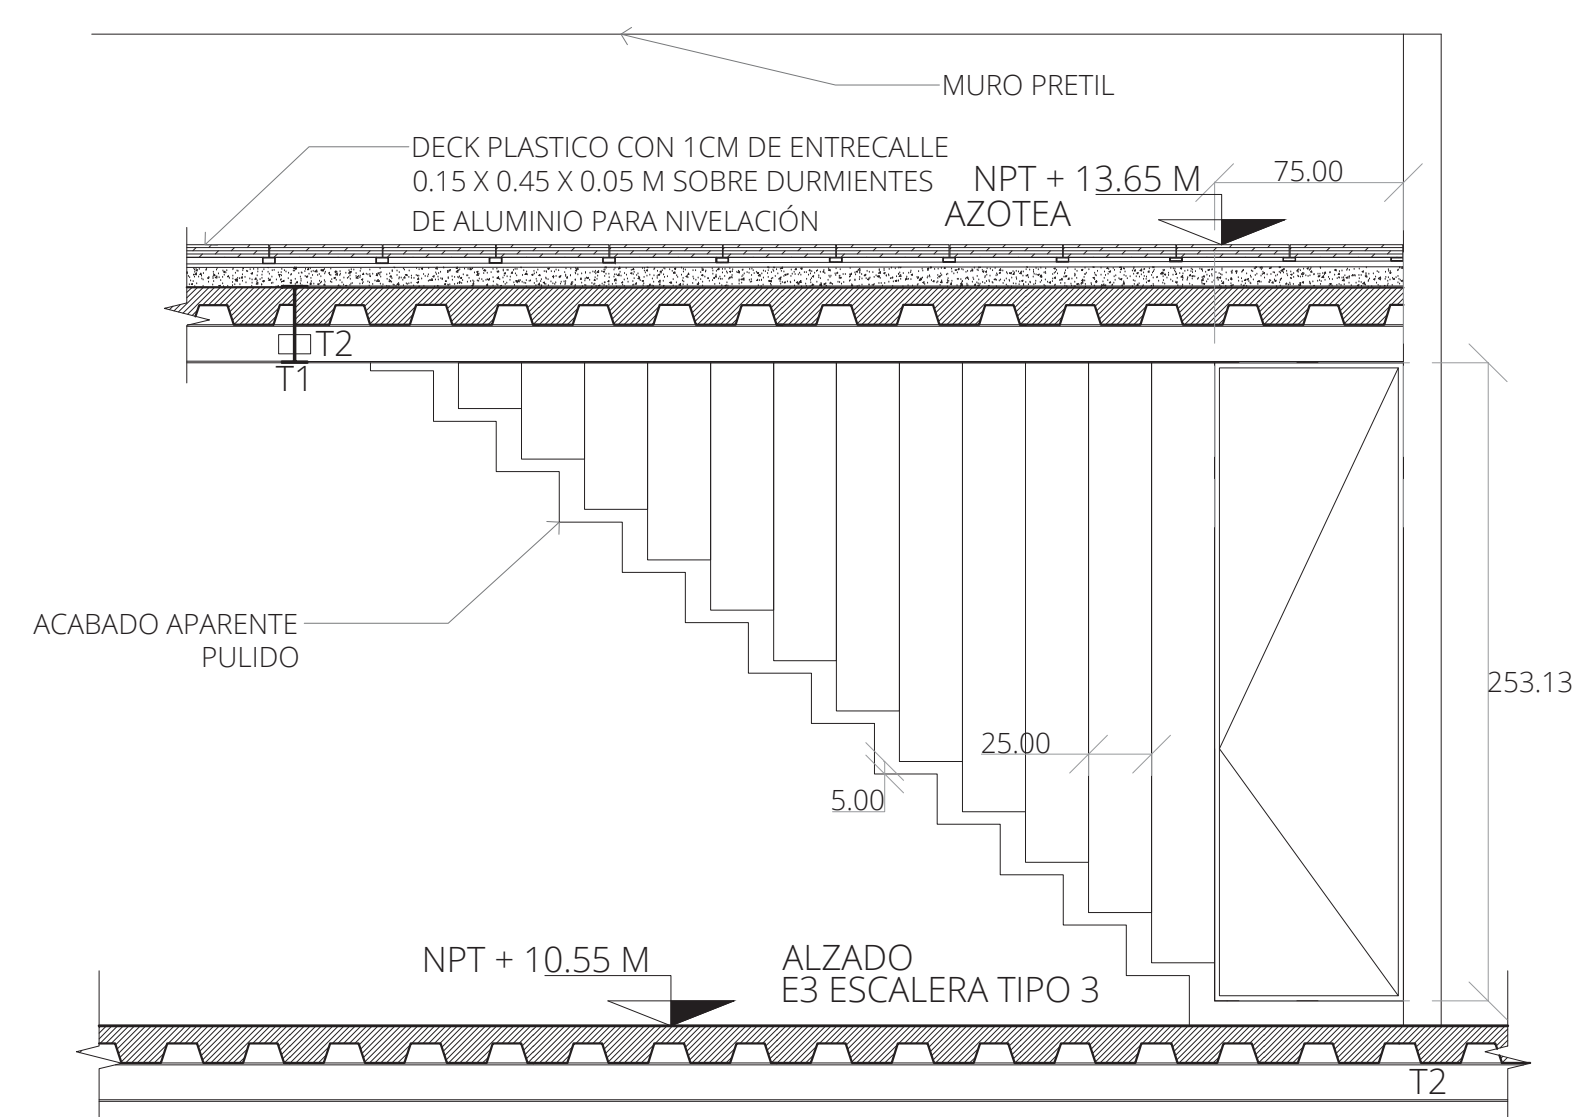 MURO PRETIL
DECK PLASTICO CON 1CM DE ENTRECALLE
0.15 X 0.45 X 0.05 M SOBRE DURMIENTES
DE ALUMINIO PARA NIVELACIÓN
NPT + 13.65 M
AZOTEA
75.00
T2
T1
ACABADO APARENTE
PULIDO
253.13
25.00
5.00
NPT + 10.55 M
ALZADO
E3 ESCALERA TIPO 3
T2